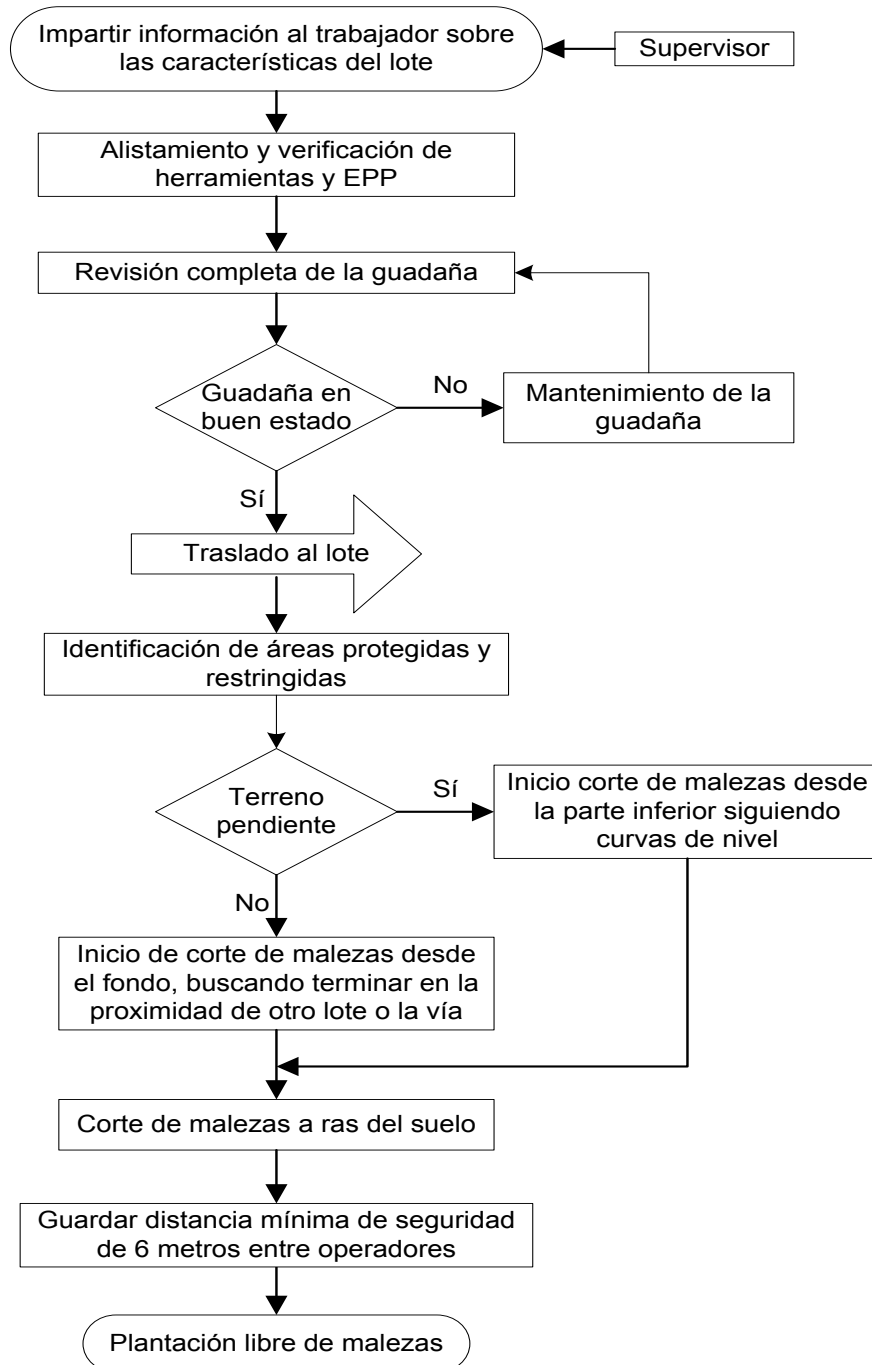 Impartir información al trabajador sobre
las características del lote
Supervisor
Alistamiento y verificación de
herramientas y EPP
Revisión completa de la guadaña
Guadaña en
buen estado
No
Mantenimiento de la
guadaña
Sí
Traslado al lote
Identificación de áreas protegidas y
restringidas
Terreno
pendiente
Sí
Inicio corte de malezas desde
la parte inferior siguiendo
curvas de nivel
No
Inicio de corte de malezas desde
el fondo, buscando terminar en la
proximidad de otro lote o la vía
Corte de malezas a ras del suelo
Guardar distancia mínima de seguridad
de 6 metros entre operadores
Plantación libre de malezas